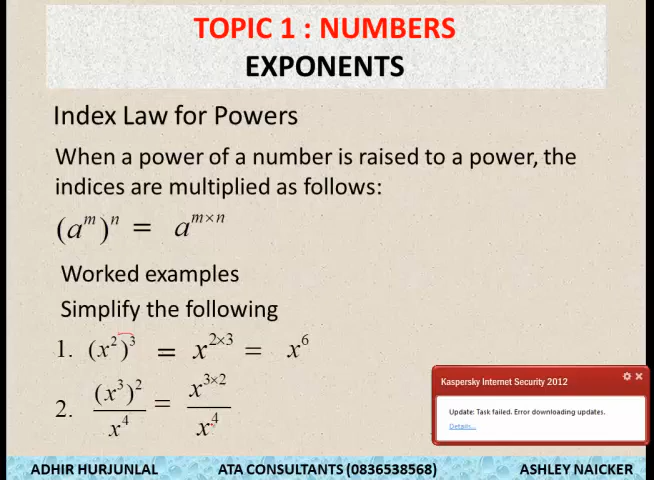 TOPIC 1 : NUMBERS
EXPONENTS
Index Law for Powers
When a power of a number is raised to a power, the
indices are multiplied as follows:
(a^m)^n = a^{m×n}
Worked examples
Simplify the following
1. (x^2)^3 = x^{2×3} = x^6
2. (x^3)^2 / x^4 = x^{3×2} / x^4
Kaspersky Internet Security 2012
Update: Task failed. Error downloading updates.
Details...
ADHIR HURJUNLAL ATA CONSULTANTS (0836538568) ASHLEY NAICKER